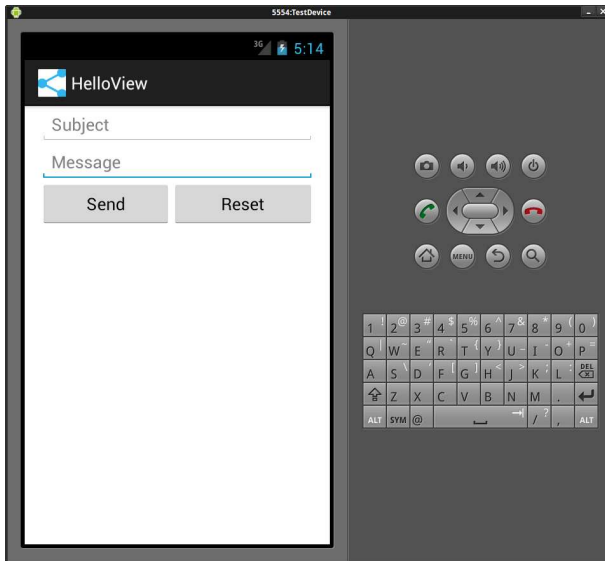 5554:TestDevice
3G 5:14
HelloView
Subject
Message
Send Reset
MENU
1 ! 2 @ 3 # 4 $ 5 % 6 ^ 7 & 8 * 9 ( 0 )
Q | W ~ E " R ` T { Y } U _ I - O + P =
A S \ D ' F [ G ] H < J > K ; L : DEL
Z X C V B N M .
ALT SYM @ / ? , ALT